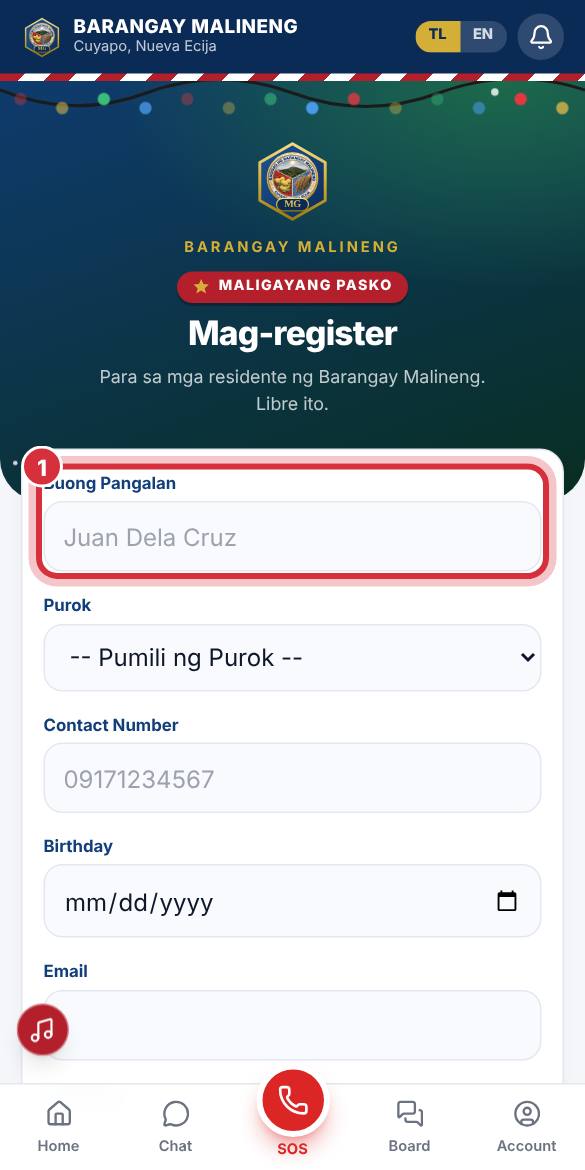 BARANGAY MALINENG
Cuyapo, Nueva Ecija
TL EN
MG
BARANGAY MALINENG
MALIGAYANG PASKO
Mag-register
Para sa mga residente ng Barangay Malineng.
Libre ito.
1
Buong Pangalan
Juan Dela Cruz
Purok
-- Pumili ng Purok --
Contact Number
09171234567
Birthday
mm/dd/yyyy
Email
Home Chat SOS Board Account